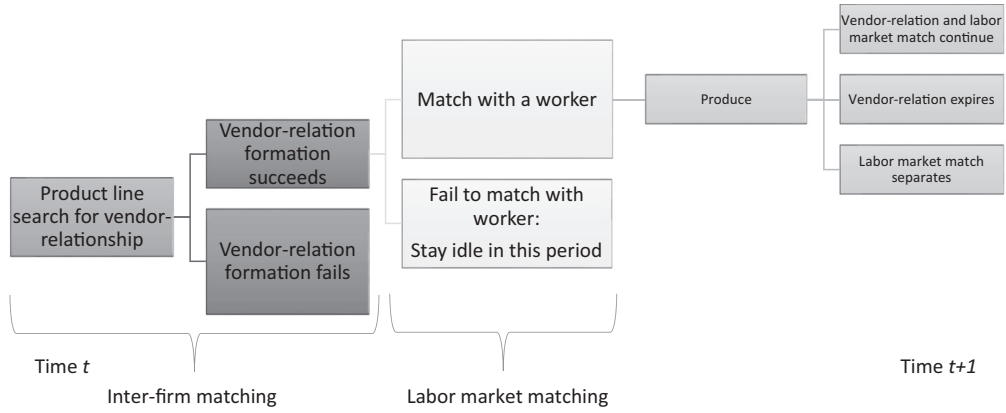 Product line
search for vendor-
relationship
Vendor-relation
formation
succeeds
Vendor-relation
formation fails
Match with a worker
Fail to match with
worker:
Stay idle in this period
Produce
Vendor-relation and labor
market match continue
Vendor-relation expires
Labor market match
separates
Time t
Inter-firm matching
Labor market matching
Time t+1